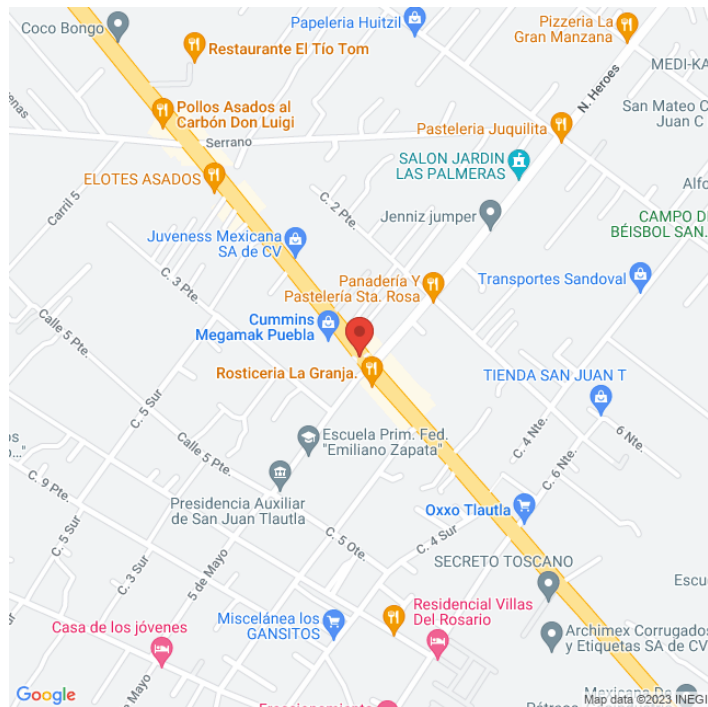 Coco Bongo
Papeleria Huitzil
Pizzeria La
Gran Manzana
Restaurante El Tío Tom
MEDI-KA
N. Heroes
Pollos Asados al
Carbón Don Luigi
San Mateo C
Juan C
Pasteleria Juquilita
Serrano
SALON JARDIN
LAS PALMERAS
ELOTES ASADOS
Carril 5
C. 2 Pte.
Alfo
Jenniz jumper
CAMPO DE
BÉISBOL SAN.
Juveness Mexicana
SA de CV
C. 3 Pte.
Panadería Y
Pastelería Sta. Rosa
Transportes Sandoval
Calle 5 Pte.
Cummins
Megamak Puebla
Rosticeria La Granja.
TIENDA SAN JUAN T
C. 5 Sur
6 Nte.
C. 4 Nte.
C. 6 Nte.
Escuela Prim. Fed.
"Emiliano Zapata"
Calle 5 Pte.
C. 9 Pte.
Presidencia Auxiliar
de San Juan Tlautla
Oxxo Tlautla
C. 5 Sur
C. 5 Ote.
C. 4 Sur
C. 3 Sur
5 de Mayo
SECRETO TOSCANO
Escue
Residencial Villas
Del Rosario
Miscelánea los
GANSITOS
Casa de los jóvenes
Archimex Corrugados
y Etiquetas SA de CV
de Mayo
Google
Map data ©2023 INEGI